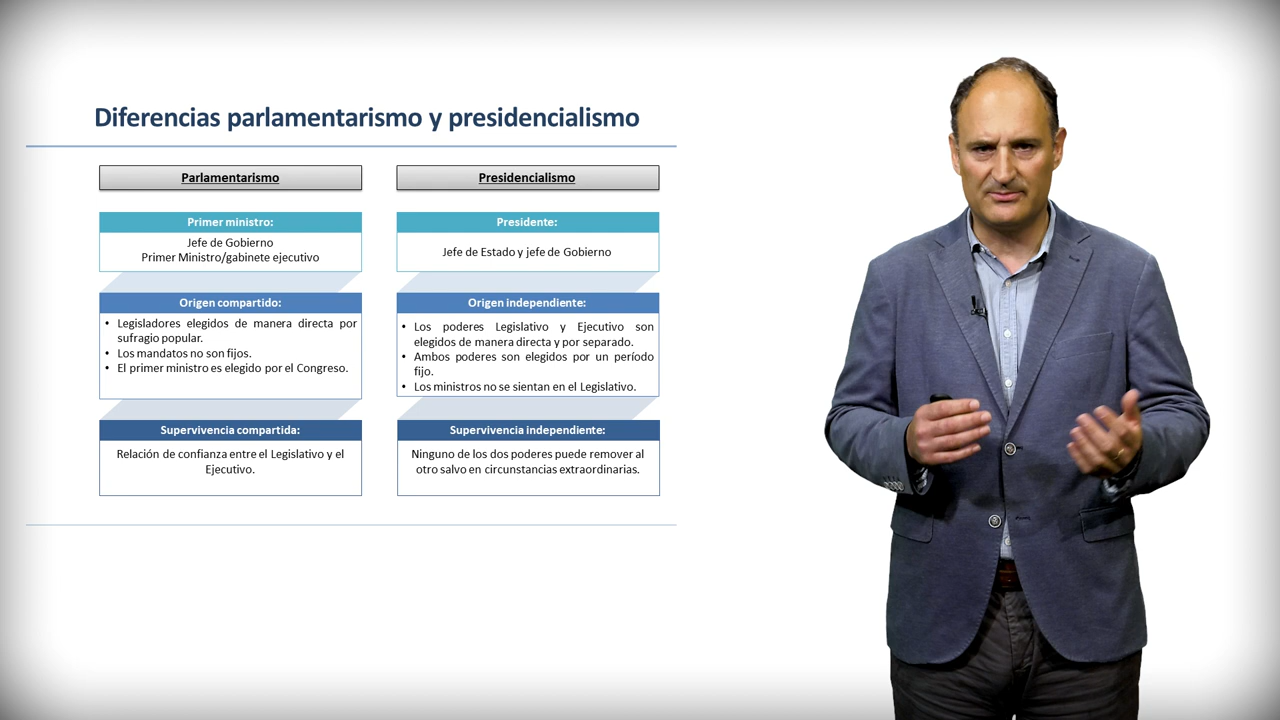 Diferencias parlamentarismo y presidencialismo
Parlamentarismo
Primer ministro:
Jefe de Gobierno
Primer Ministro/gabinete ejecutivo
Origen compartido:
• Legisladores elegidos de manera directa por
sufragio popular.
• Los mandatos no son fijos.
• El primer ministro es elegido por el Congreso.
Supervivencia compartida:
Relación de confianza entre el Legislativo y el
Ejecutivo.
Presidencialismo
Presidente:
Jefe de Estado y jefe de Gobierno
Origen independiente:
• Los poderes Legislativo y Ejecutivo son
elegidos de manera directa y por separado.
• Ambos poderes son elegidos por un período
fijo.
• Los ministros no se sientan en el Legislativo.
Supervivencia independiente:
Ninguno de los dos poderes puede remover al
otro salvo en circunstancias extraordinarias.